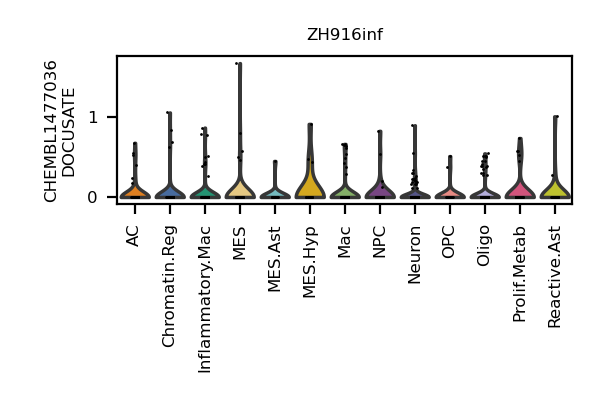 ZH916inf
CHEMBL1477036
DOCUSATE
1
0
AC
Chromatin.Reg
Inflammatory.Mac
MES
MES.Ast
MES.Hyp
Mac
NPC
Neuron
OPC
Oligo
Prolif.Metab
Reactive.Ast